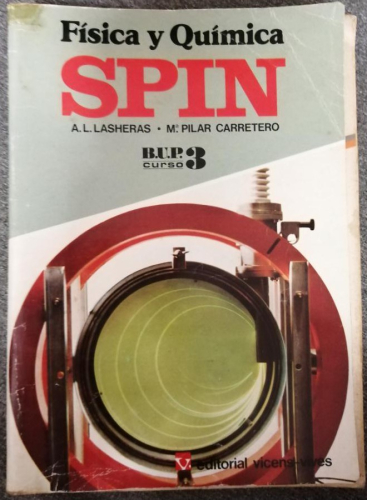 Física y Química
SPIN
A.L.LASHERAS • Mª PILAR CARRETERO
B.U.P. 3
curso
editorial vicens-vives